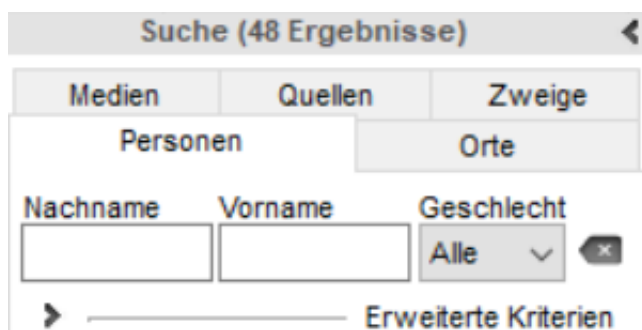 Suche (48 Ergebnisse)
Medien Quellen Zweige
Personen Orte
Nachname Vorname Geschlecht
Alle
Erweiterte Kriterien